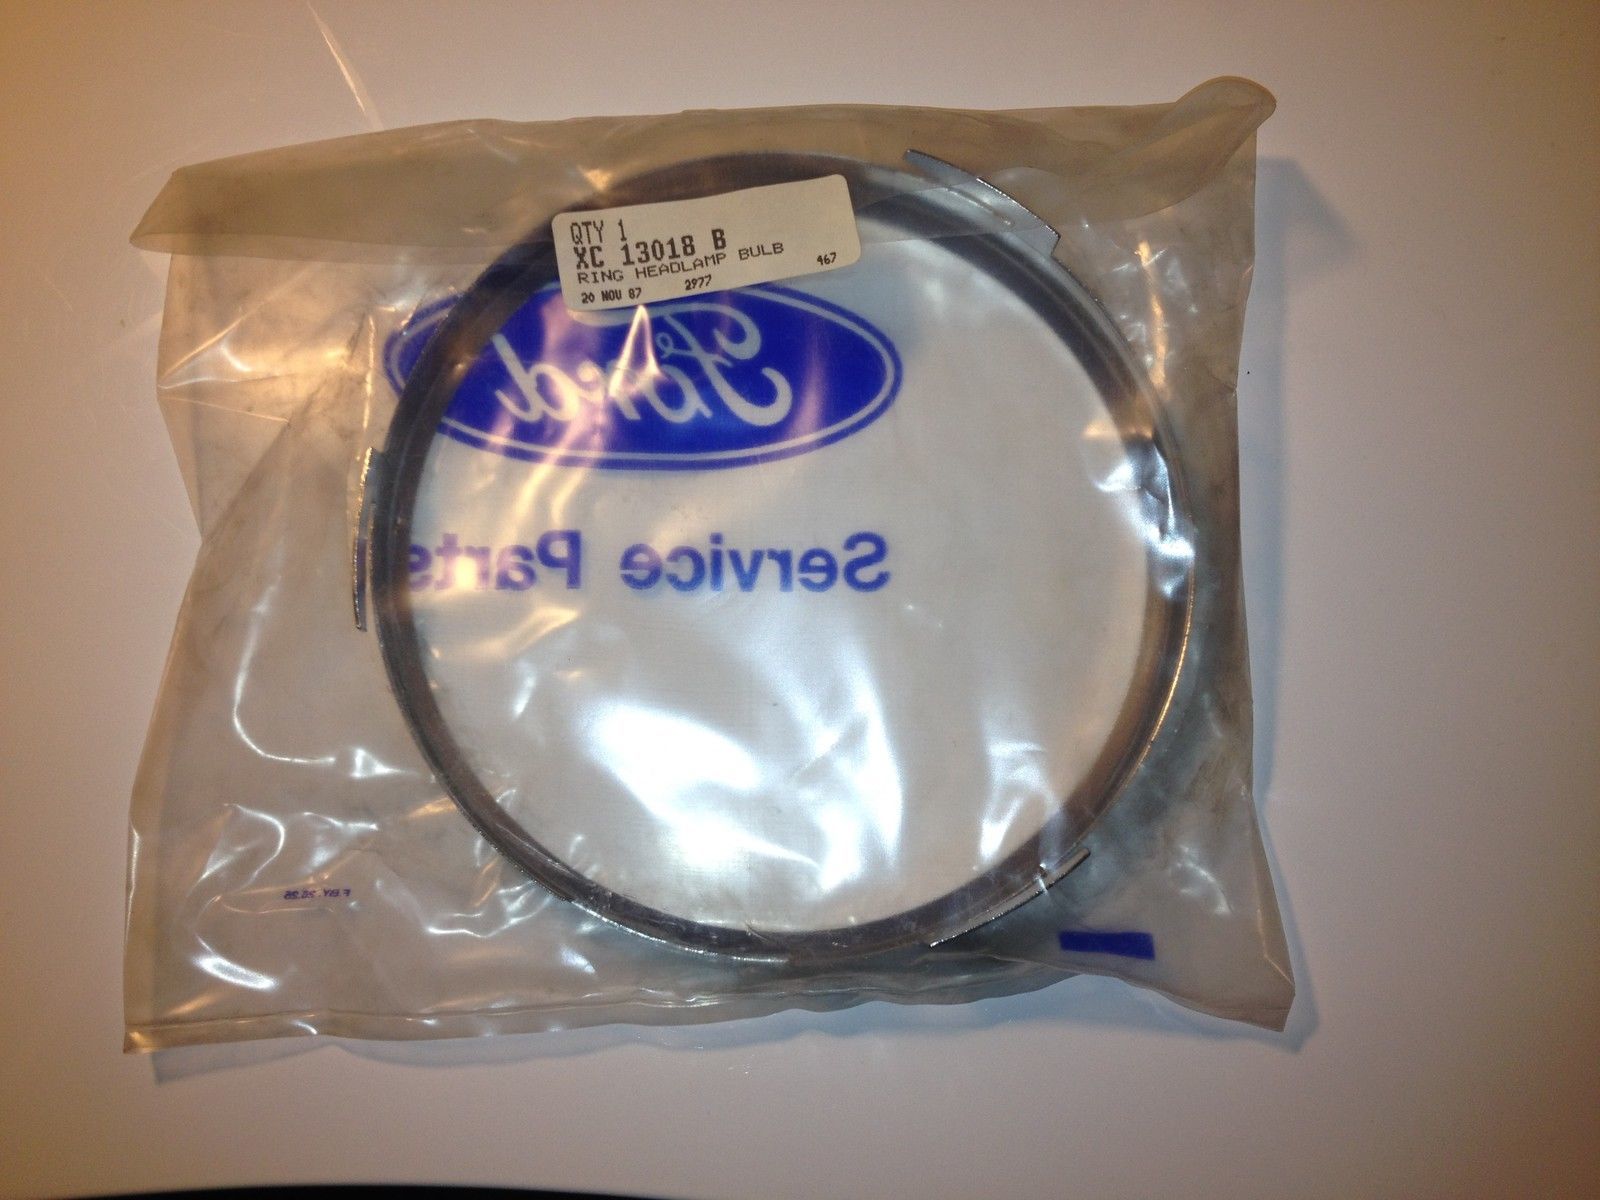 QTY 1
XC 13018 B
RING HEADLAMP BULB
467
20 NOV 87 2977
Ford
Service Parts